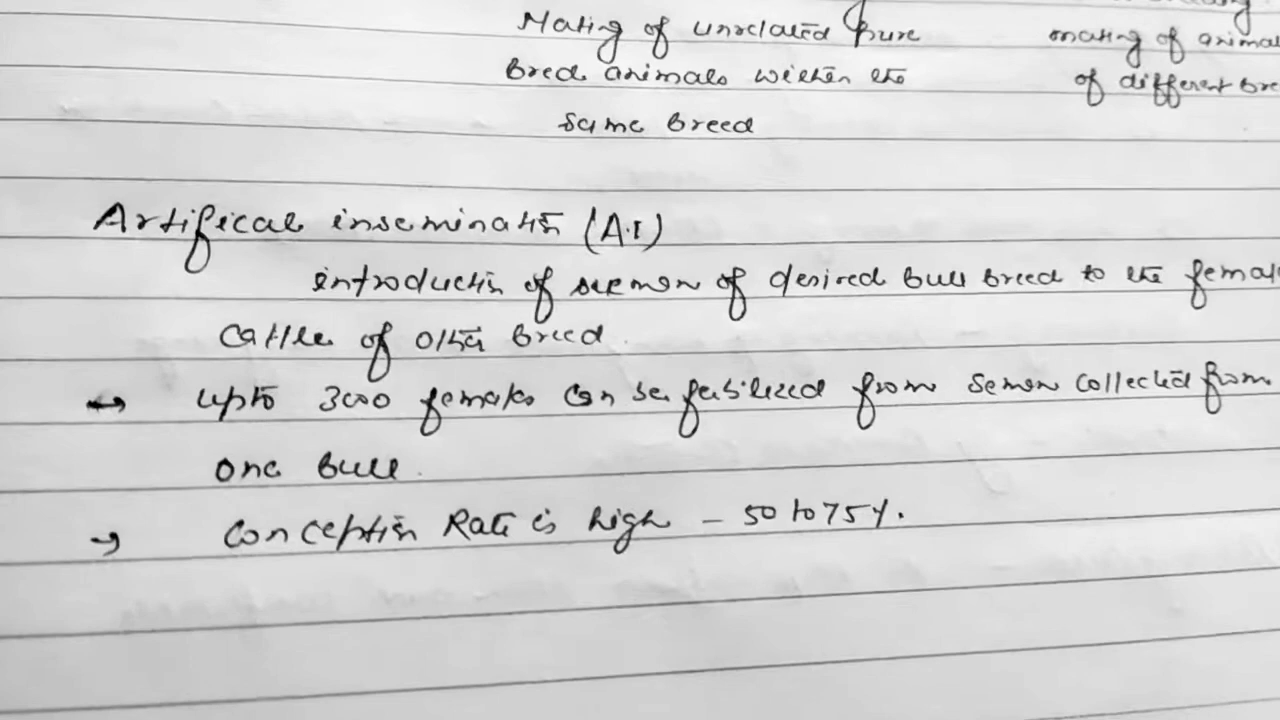 Mating of unrelated pure
bred animals within the
same breed
mating of animal
of different bre
Artifical insemination (A.I)
introduction of semen of desired bull breed to the femal
cattle of other breed.
→ upto 3000 females can be fertilized from semen collected from
one bull.
→ Conception Rate is high - 50 to 75%.